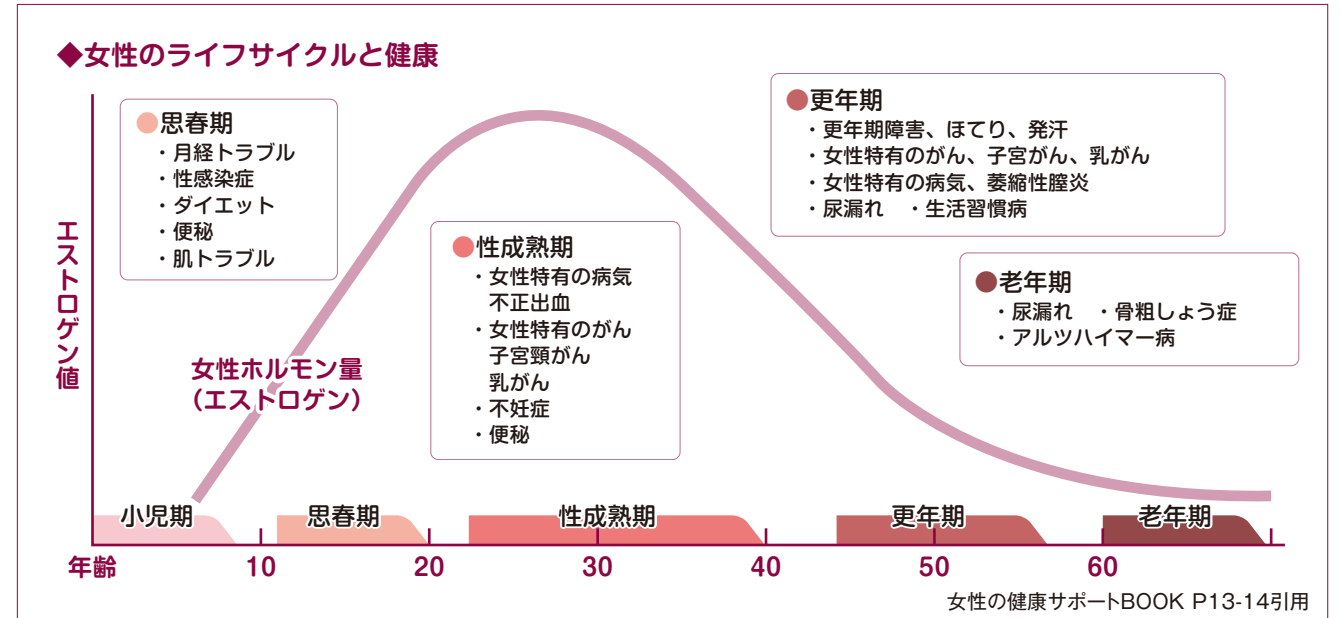 ◆女性のライフサイクルと健康
●思春期
・月経トラブル
・性感染症
・ダイエット
・便秘
・肌トラブル
●性成熟期
・女性特有の病気
不正出血
・女性特有のがん
子宮頸がん
乳がん
・不妊症
・便秘
●更年期
・更年期障害、ほてり、発汗
・女性特有のがん、子宮がん、乳がん
・女性特有の病気、萎縮性膣炎
・尿漏れ ・生活習慣病
●老年期
・尿漏れ ・骨粗しょう症
・アルツハイマー病
エストロゲン値
女性ホルモン量
（エストロゲン）
小児期 思春期 性成熟期 更年期 老年期
年齢 10 20 30 40 50 60
女性の健康サポートBOOK P13-14引用